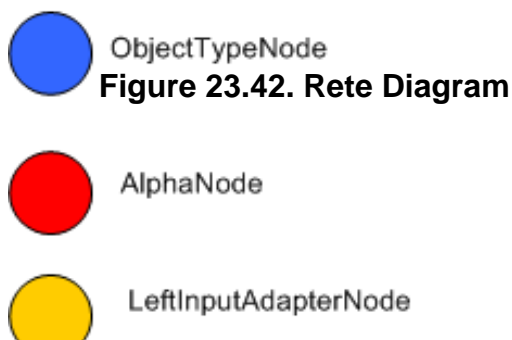 ObjectTypeNode
Figure 23.42. Rete Diagram
AlphaNode
LeftInputAdapterNode